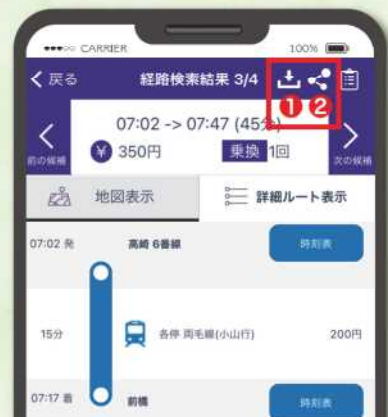 CARRIER 100%
戻る 経路検索結果 3/4
❶ ❷
07:02 -> 07:47 (45分)
前の候補 ¥ 350円 乗換 1回 次の候補
地図表示 詳細ルート表示
07:02 発 高崎 6番線 時刻表
15分 各停 両毛線(小山行) 200円
07:17 着 前橋 時刻表